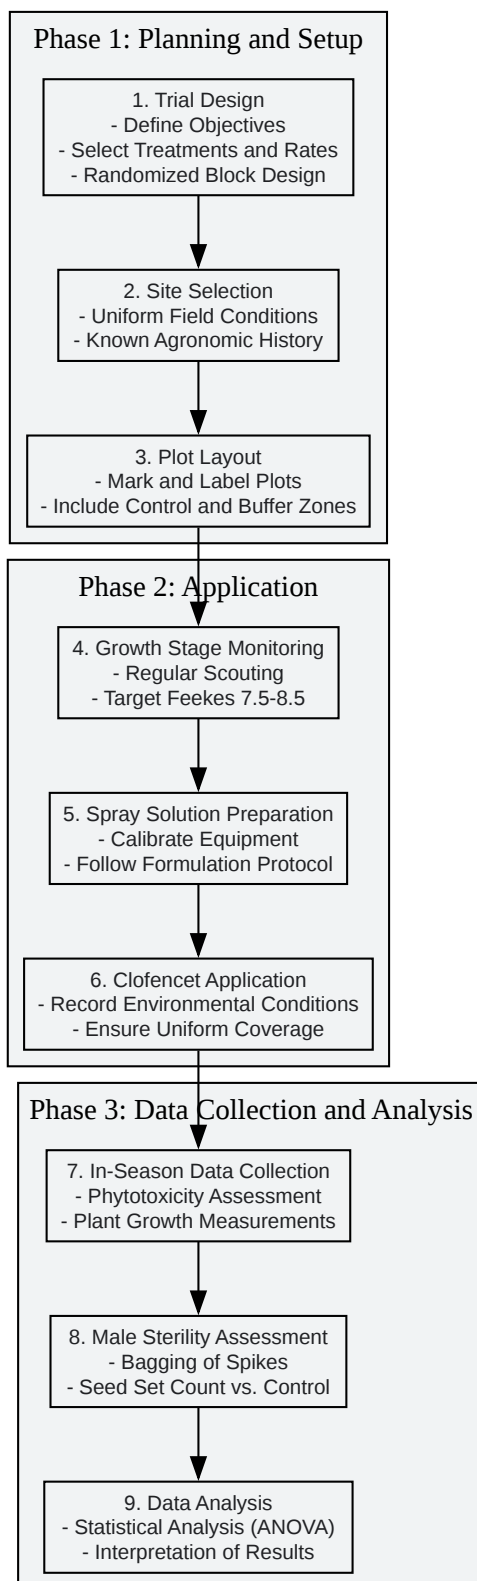 Phase 1: Planning and Setup
1. Trial Design
- Define Objectives
- Select Treatments and Rates
- Randomized Block Design
2. Site Selection
- Uniform Field Conditions
- Known Agronomic History
3. Plot Layout
- Mark and Label Plots
- Include Control and Buffer Zones
Phase 2: Application
4. Growth Stage Monitoring
- Regular Scouting
- Target Feekes 7.5-8.5
5. Spray Solution Preparation
- Calibrate Equipment
- Follow Formulation Protocol
6. Clofencet Application
- Record Environmental Conditions
- Ensure Uniform Coverage
Phase 3: Data Collection and Analysis
7. In-Season Data Collection
- Phytotoxicity Assessment
- Plant Growth Measurements
8. Male Sterility Assessment
- Bagging of Spikes
- Seed Set Count vs. Control
9. Data Analysis
- Statistical Analysis (ANOVA)
- Interpretation of Results